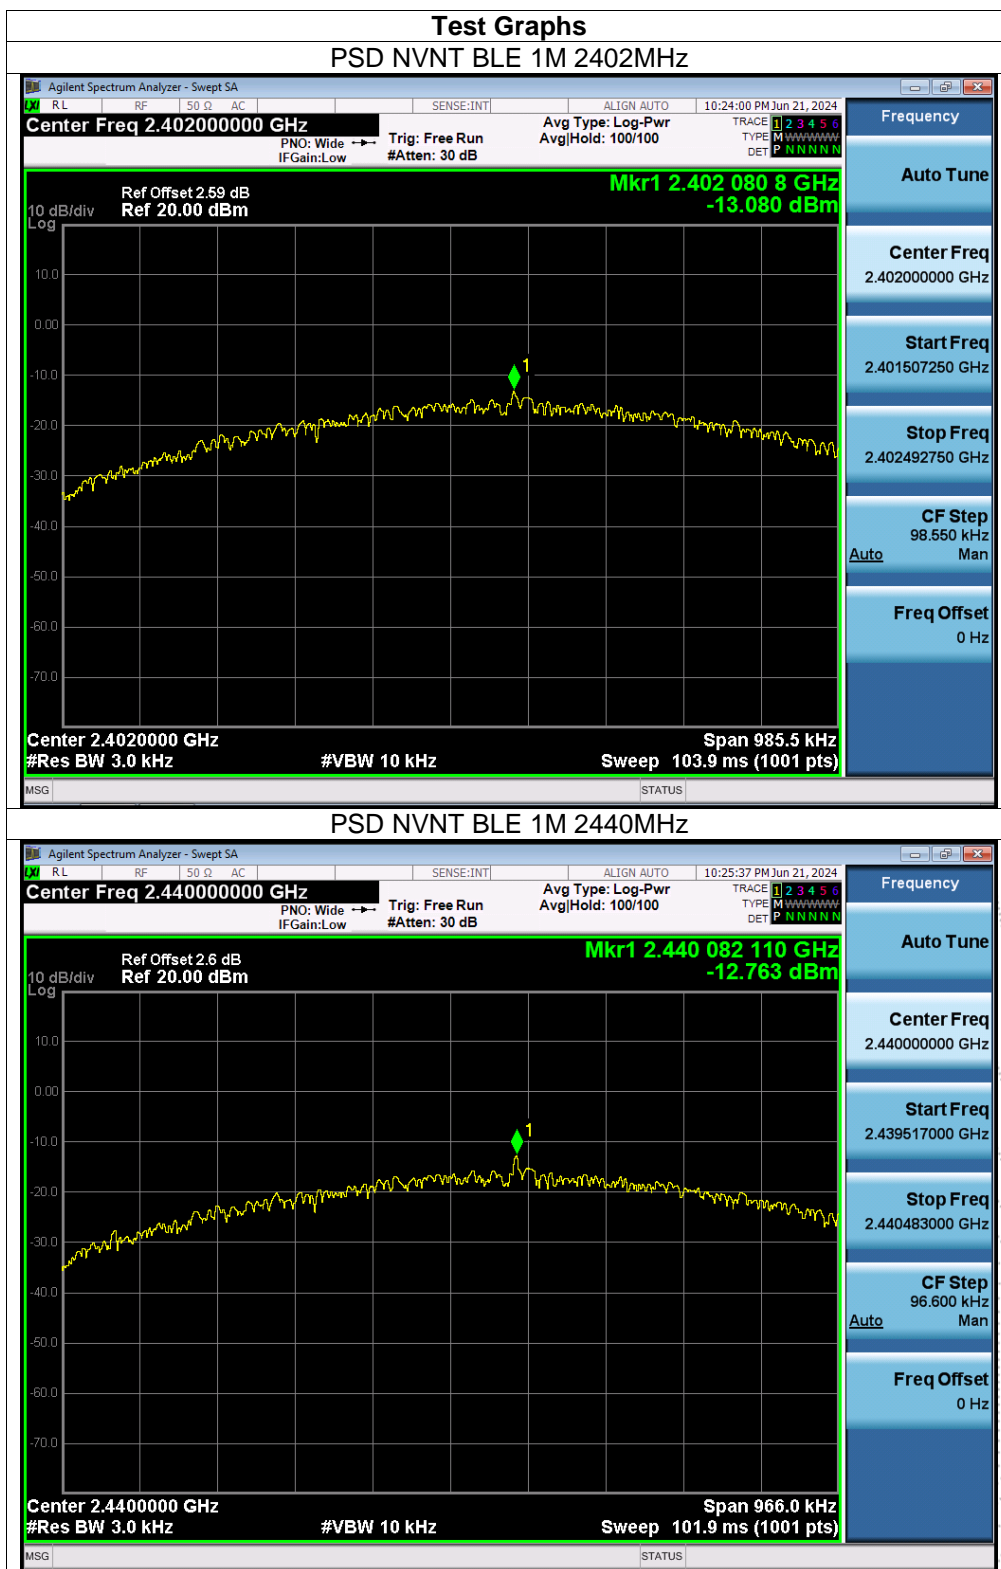 Test Graphs
PSD NVNT BLE 1M 2402MHz
Agilent Spectrum Analyzer - Swept SA
LXI RL RF 50 Ω AC SENSE:INT ALIGN AUTO 10:24:00 PM Jun 21, 2024
Center Freq 2.402000000 GHz
PNO: Wide
IFGain:Low
Trig: Free Run
#Atten: 30 dB
Avg Type: Log-Pwr
Avg|Hold: 100/100
TRACE 1 2 3 4 5 6
TYPE M WWWWW
DET P N N N N N
Mkr1 2.402 080 8 GHz
-13.080 dBm
Ref Offset 2.59 dB
10 dB/div Ref 20.00 dBm
Log
1
10.0
0.00
-10.0
-20.0
-30.0
-40.0
-50.0
-60.0
-70.0
Center 2.4020000 GHz Span 985.5 kHz
#Res BW 3.0 kHz #VBW 10 kHz Sweep 103.9 ms (1001 pts)
MSG STATUS
Frequency
Auto Tune
Center Freq
2.402000000 GHz
Start Freq
2.401507250 GHz
Stop Freq
2.402492750 GHz
CF Step
98.550 kHz
Auto Man
Freq Offset
0 Hz
PSD NVNT BLE 1M 2440MHz
Agilent Spectrum Analyzer - Swept SA
LXI RL RF 50 Ω AC SENSE:INT ALIGN AUTO 10:25:37 PM Jun 21, 2024
Center Freq 2.440000000 GHz
PNO: Wide
IFGain:Low
Trig: Free Run
#Atten: 30 dB
Avg Type: Log-Pwr
Avg|Hold: 100/100
TRACE 1 2 3 4 5 6
TYPE M WWWWW
DET P N N N N N
Mkr1 2.440 082 110 GHz
-12.763 dBm
Ref Offset 2.6 dB
10 dB/div Ref 20.00 dBm
Log
1
10.0
0.00
-10.0
-20.0
-30.0
-40.0
-50.0
-60.0
-70.0
Center 2.4400000 GHz Span 966.0 kHz
#Res BW 3.0 kHz #VBW 10 kHz Sweep 101.9 ms (1001 pts)
MSG STATUS
Frequency
Auto Tune
Center Freq
2.440000000 GHz
Start Freq
2.439517000 GHz
Stop Freq
2.440483000 GHz
CF Step
96.600 kHz
Auto Man
Freq Offset
0 Hz